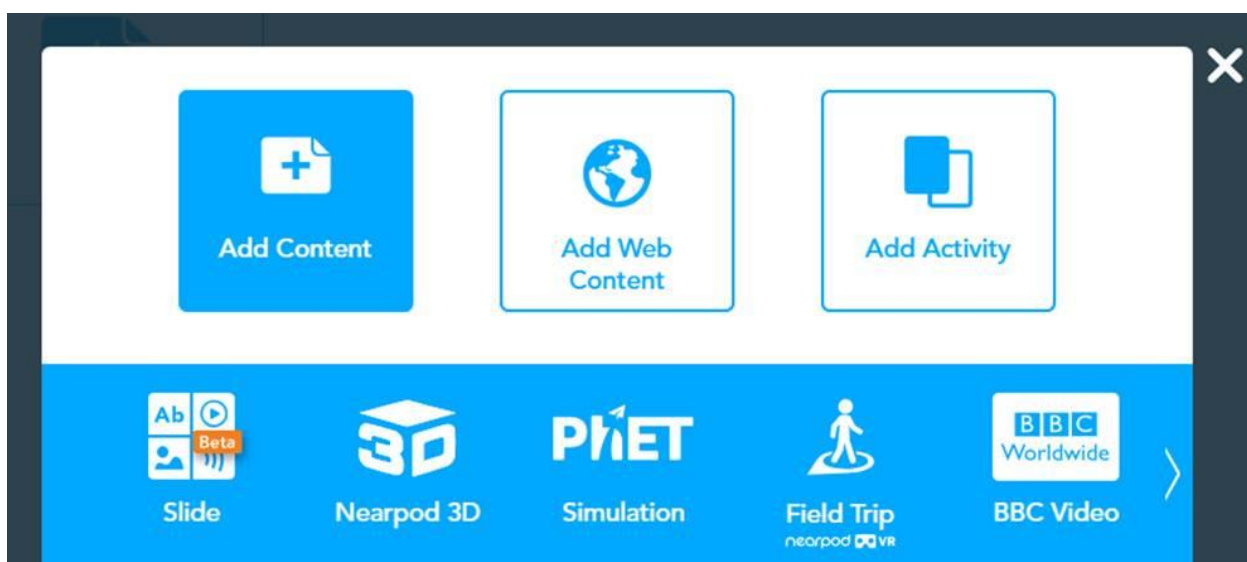 Add Content
Add Web
Content
Add Activity
Ab
Beta
3D
PhET
BBC
Worldwide
Slide
Nearpod 3D
Simulation
Field Trip
nearpod VR
BBC Video